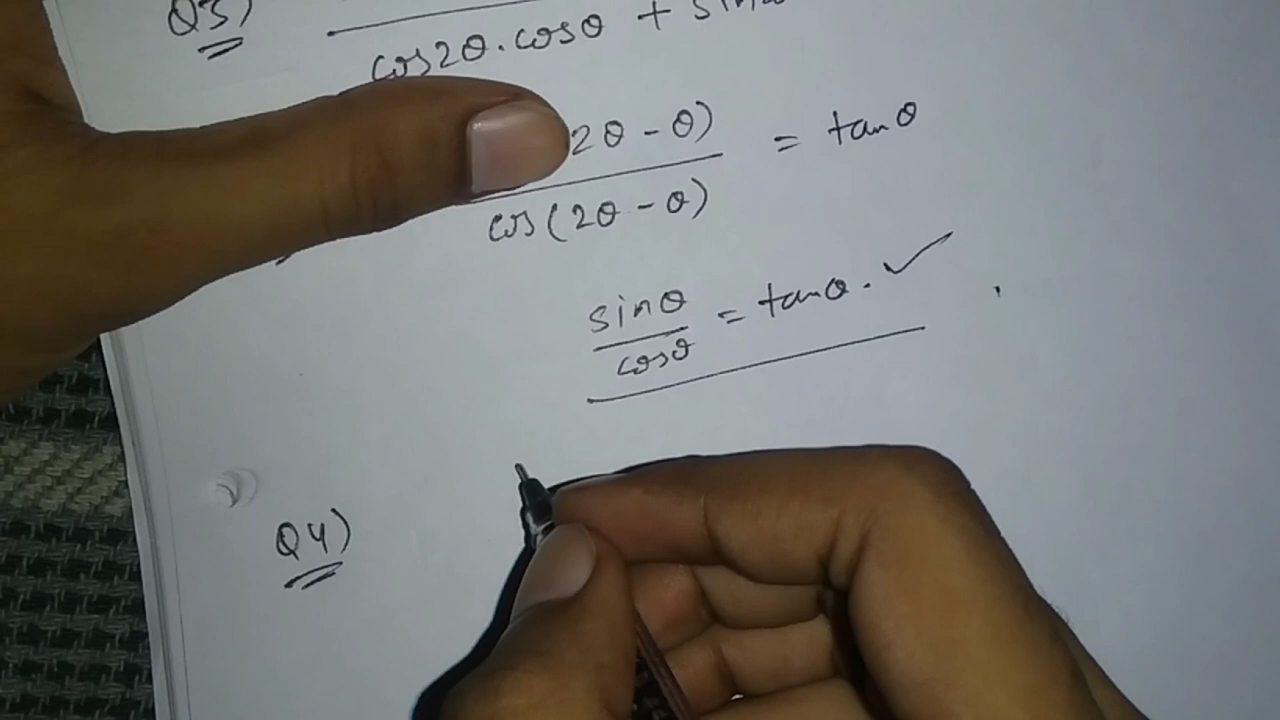 Q3)
cos2θ.cosθ +
2θ - θ) = tanθ
cos(2θ - θ)
sinθ = tanθ. ✓
cosθ
Q4)